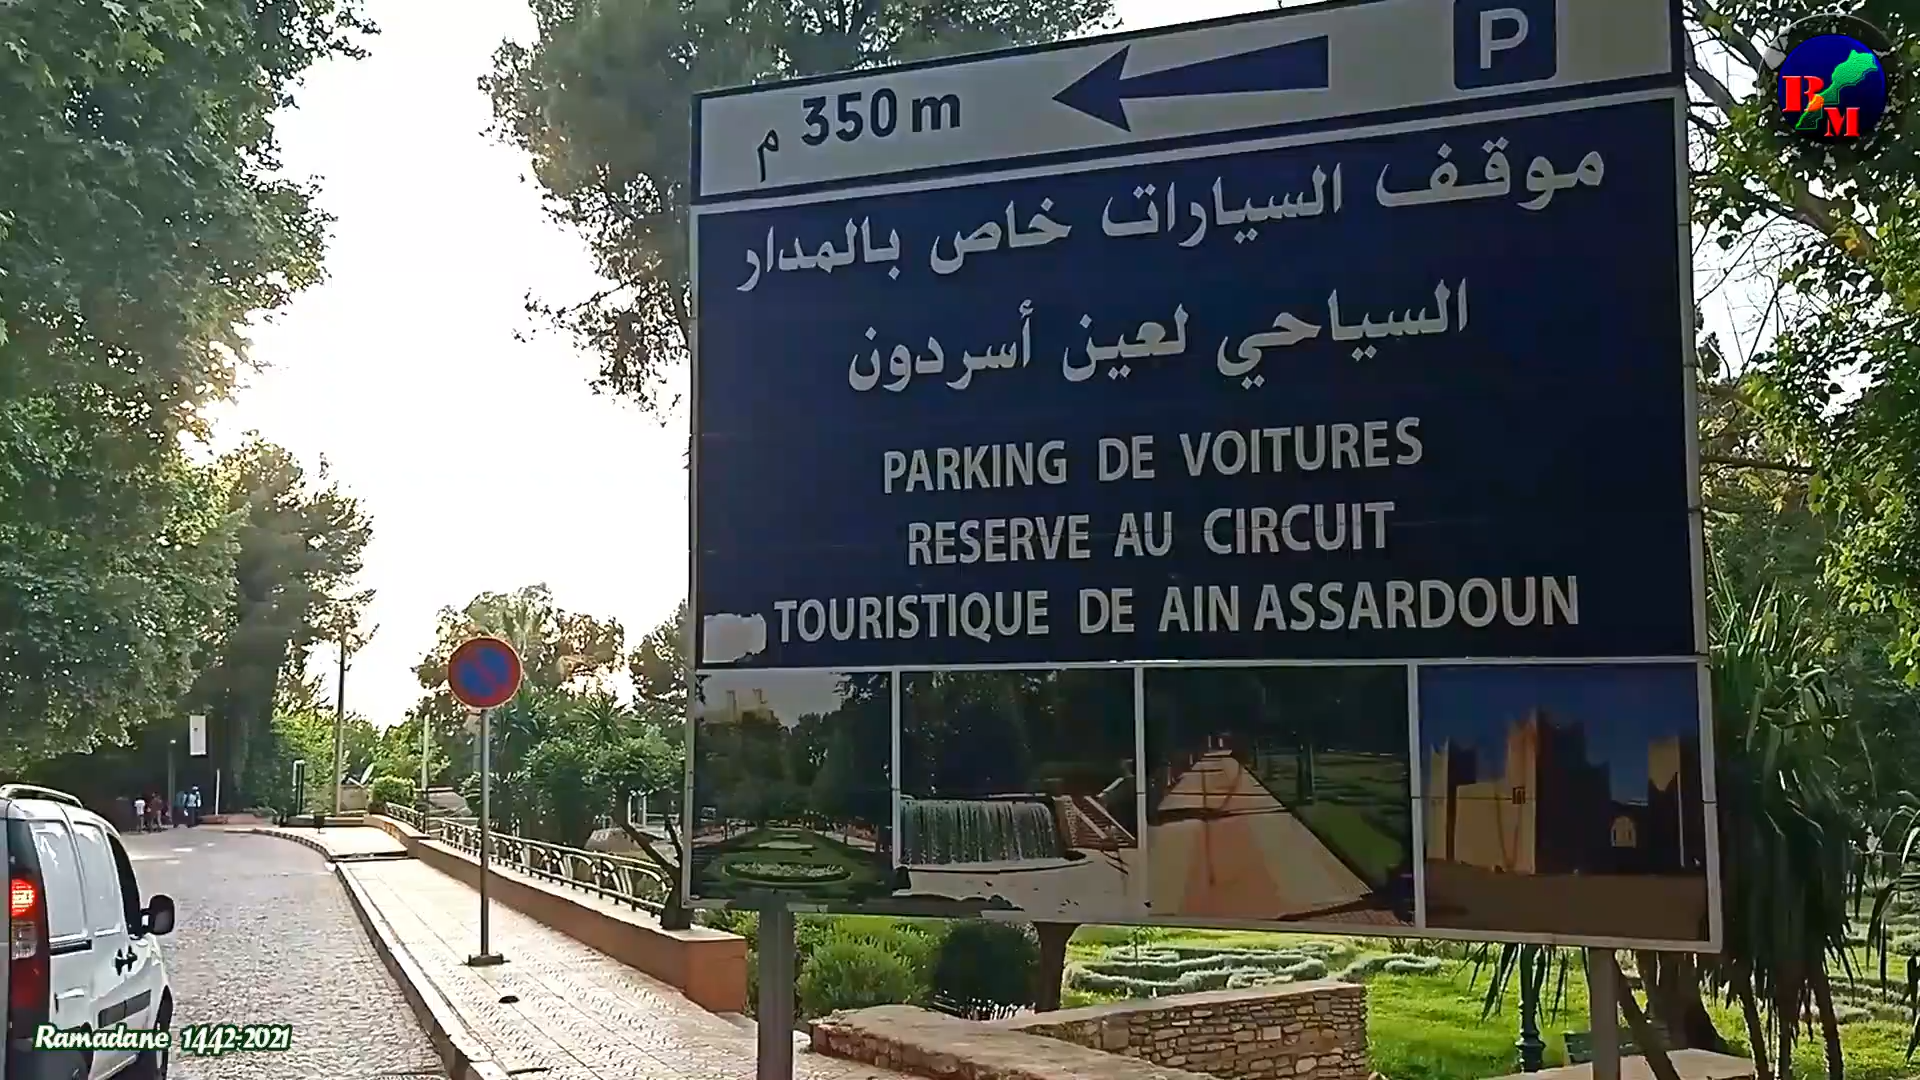 م 350 m P
موقف السيارات خاص بالمدار
السياحي لعين أسردون
PARKING DE VOITURES
RESERVE AU CIRCUIT
TOURISTIQUE DE AIN ASSARDOUN
BM
Ramadane 1442-2021